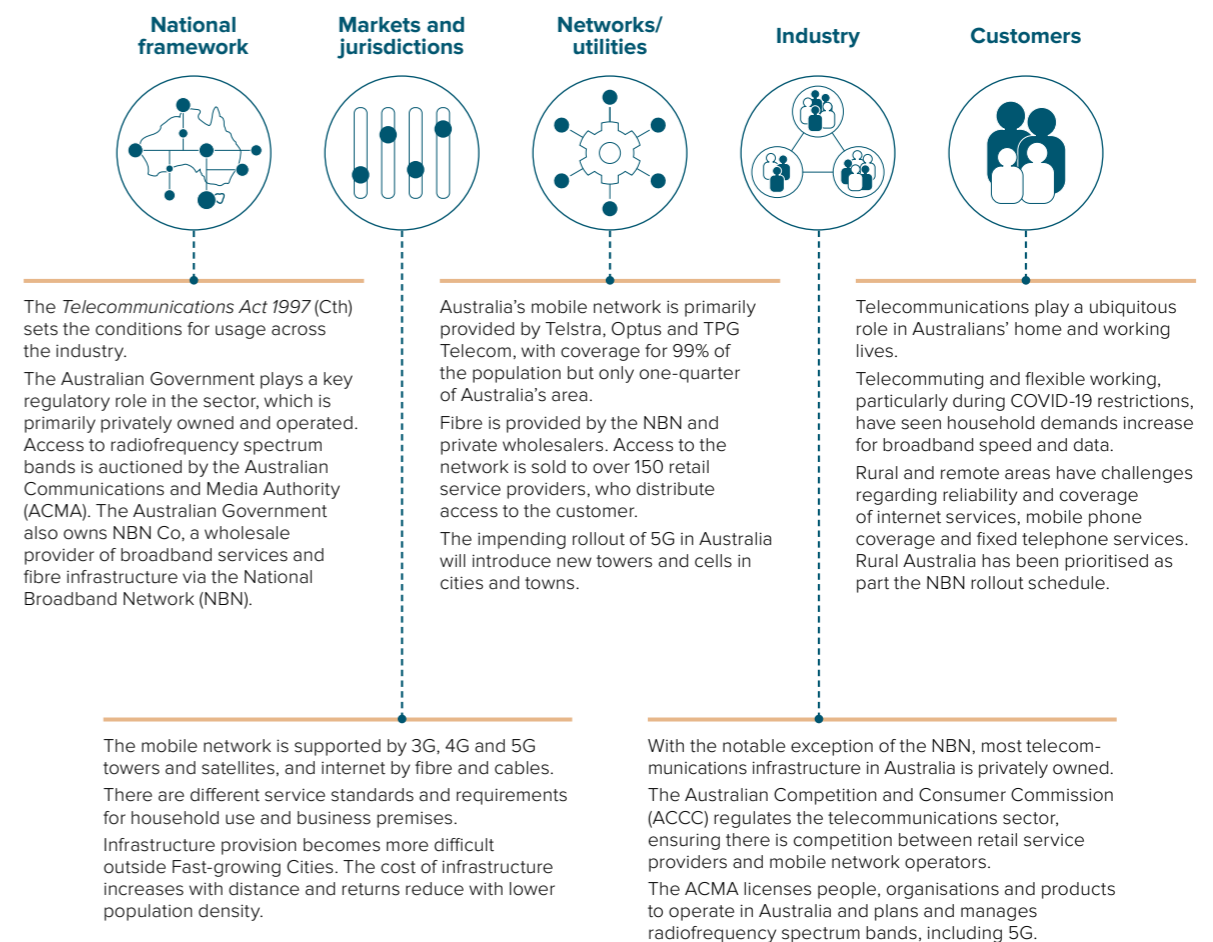 National
framework
Markets and
jurisdictions
Networks/
utilities
Industry
Customers
The Telecommunications Act 1997 (Cth)
sets the conditions for usage across
the industry.
The Australian Government plays a key
regulatory role in the sector, which is
primarily privately owned and operated.
Access to radiofrequency spectrum
bands is auctioned by the Australian
Communications and Media Authority
(ACMA). The Australian Government
also owns NBN Co, a wholesale
provider of broadband services and
fibre infrastructure via the National
Broadband Network (NBN).
Australia's mobile network is primarily
provided by Telstra, Optus and TPG
Telecom, with coverage for 99% of
the population but only one-quarter
of Australia's area.
Fibre is provided by the NBN and
private wholesalers. Access to the
network is sold to over 150 retail
service providers, who distribute
access to the customer.
The impending rollout of 5G in Australia
will introduce new towers and cells in
cities and towns.
Telecommunications play a ubiquitous
role in Australians' home and working
lives.
Telecommuting and flexible working,
particularly during COVID-19 restrictions,
have seen household demands increase
for broadband speed and data.
Rural and remote areas have challenges
regarding reliability and coverage
of internet services, mobile phone
coverage and fixed telephone services.
Rural Australia has been prioritised as
part the NBN rollout schedule.
The mobile network is supported by 3G, 4G and 5G
towers and satellites, and internet by fibre and cables.
There are different service standards and requirements
for household use and business premises.
Infrastructure provision becomes more difficult
outside Fast-growing Cities. The cost of infrastructure
increases with distance and returns reduce with lower
population density.
With the notable exception of the NBN, most telecom-
munications infrastructure in Australia is privately owned.
The Australian Competition and Consumer Commission
(ACCC) regulates the telecommunications sector,
ensuring there is competition between retail service
providers and mobile network operators.
The ACMA licenses people, organisations and products
to operate in Australia and plans and manages
radiofrequency spectrum bands, including 5G.